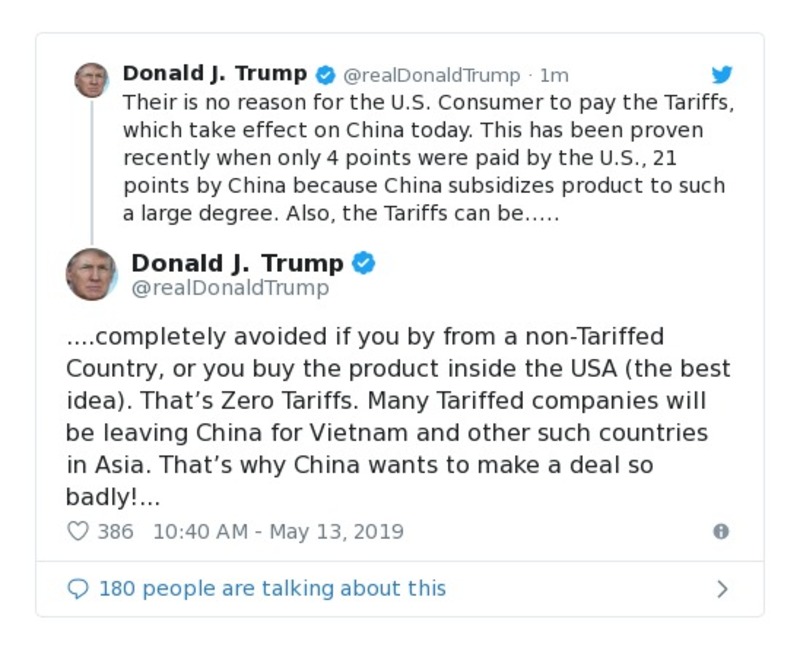 Donald J. Trump @realDonaldTrump · 1m
Their is no reason for the U.S. Consumer to pay the Tariffs,
which take effect on China today. This has been proven
recently when only 4 points were paid by the U.S., 21
points by China because China subsidizes product to such
a large degree. Also, the Tariffs can be.....
Donald J. Trump
@realDonaldTrump
....completely avoided if you by from a non-Tariffed
Country, or you buy the product inside the USA (the best
idea). That’s Zero Tariffs. Many Tariffed companies will
be leaving China for Vietnam and other such countries
in Asia. That’s why China wants to make a deal so
badly!...
386 10:40 AM - May 13, 2019
180 people are talking about this